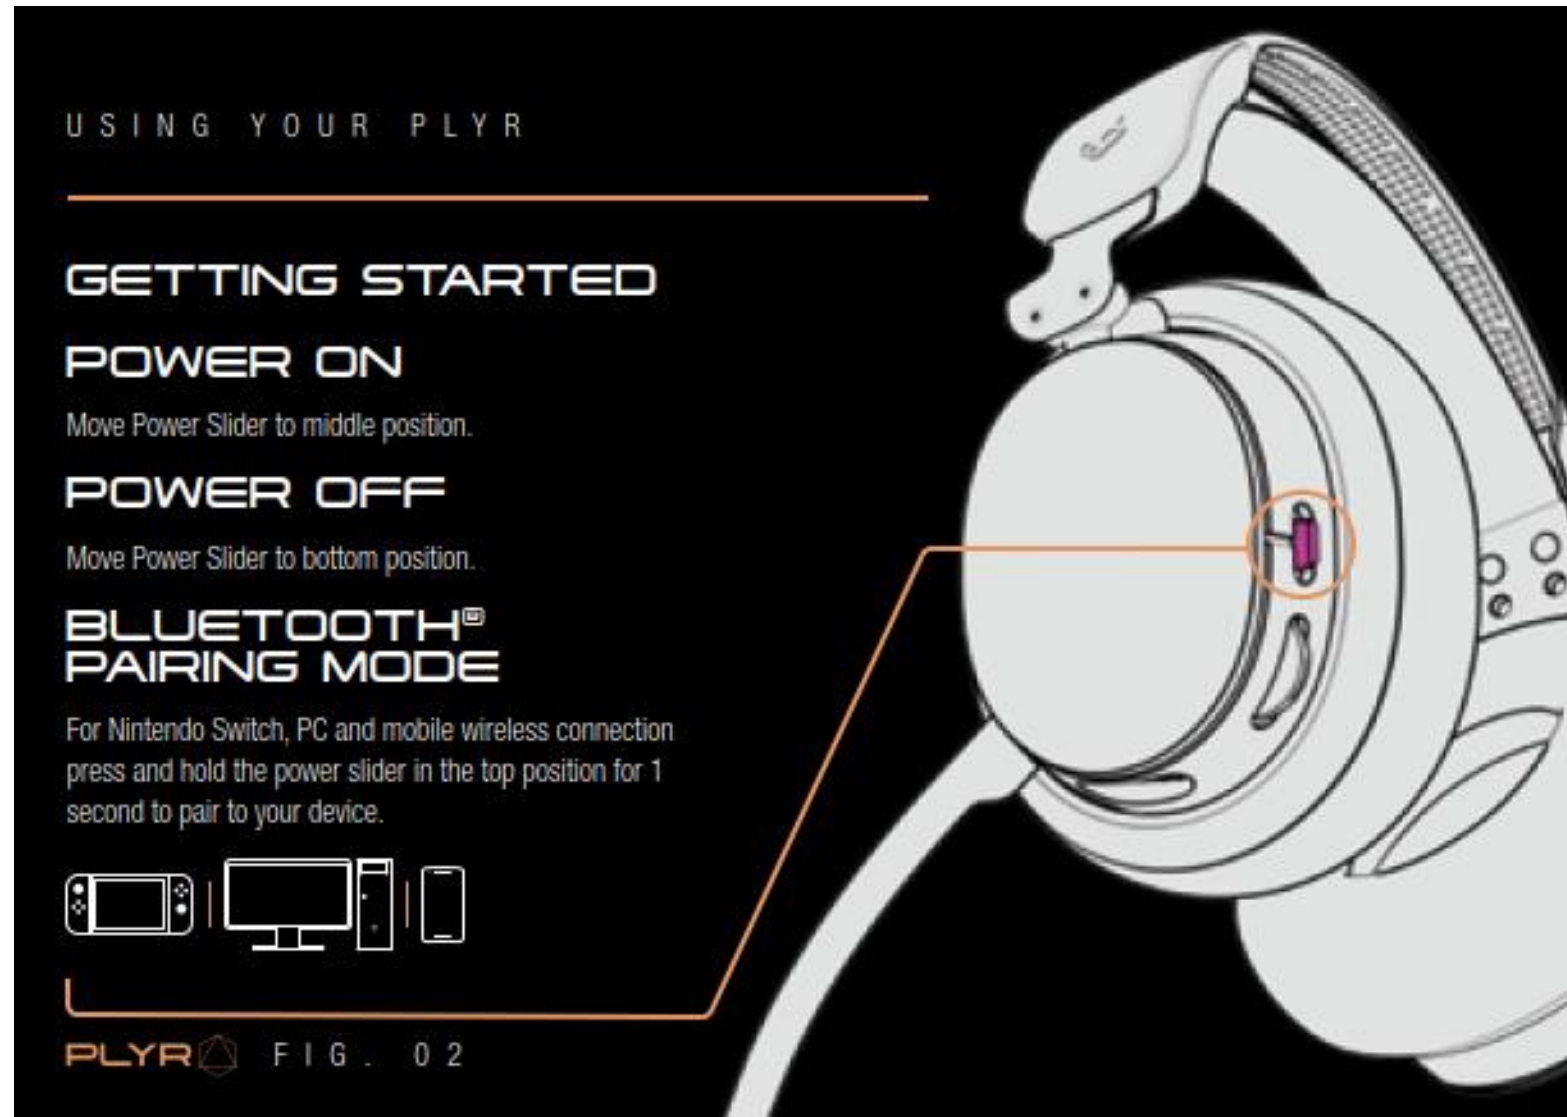 USING YOUR PLYR
GETTING STARTED
POWER ON
Move Power Slider to middle position.
POWER OFF
Move Power Slider to bottom position.
BLUETOOTH®
PAIRING MODE
For Nintendo Switch, PC and mobile wireless connection
press and hold the power slider in the top position for 1
second to pair to your device.
PLYR FIG. 02